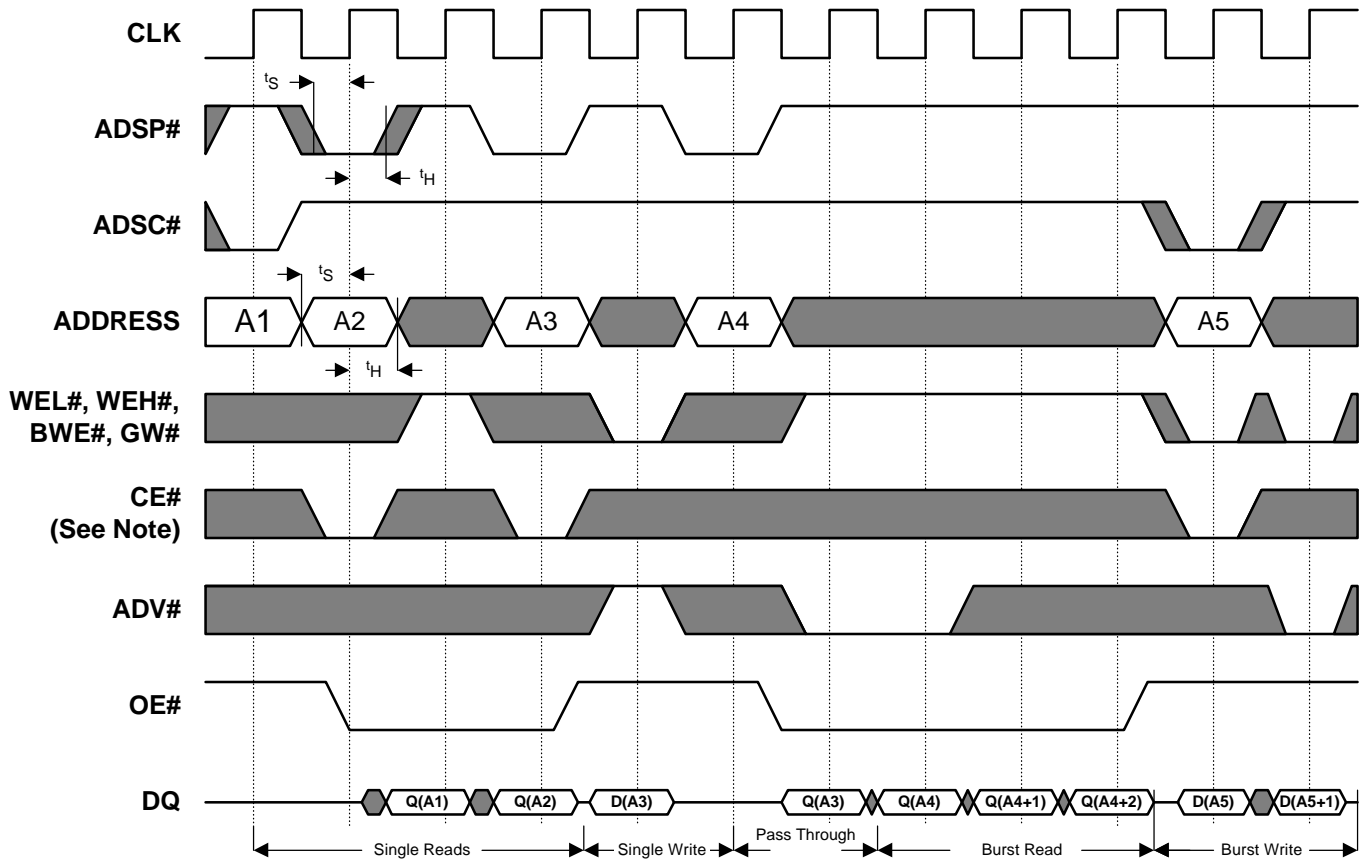 CLK
tS
ADSP#
tH
ADSC#
tS
ADDRESS
A1 A2 A3 A4 A5
tH
WEL#, WEH#,
BWE#, GW#
CE#
(See Note)
ADV#
OE#
DQ
Q(A1) Q(A2) D(A3) Q(A3) Q(A4) Q(A4+1) Q(A4+2) D(A5) D(A5+1)
Single Reads Single Write Pass Through Burst Read Burst Write